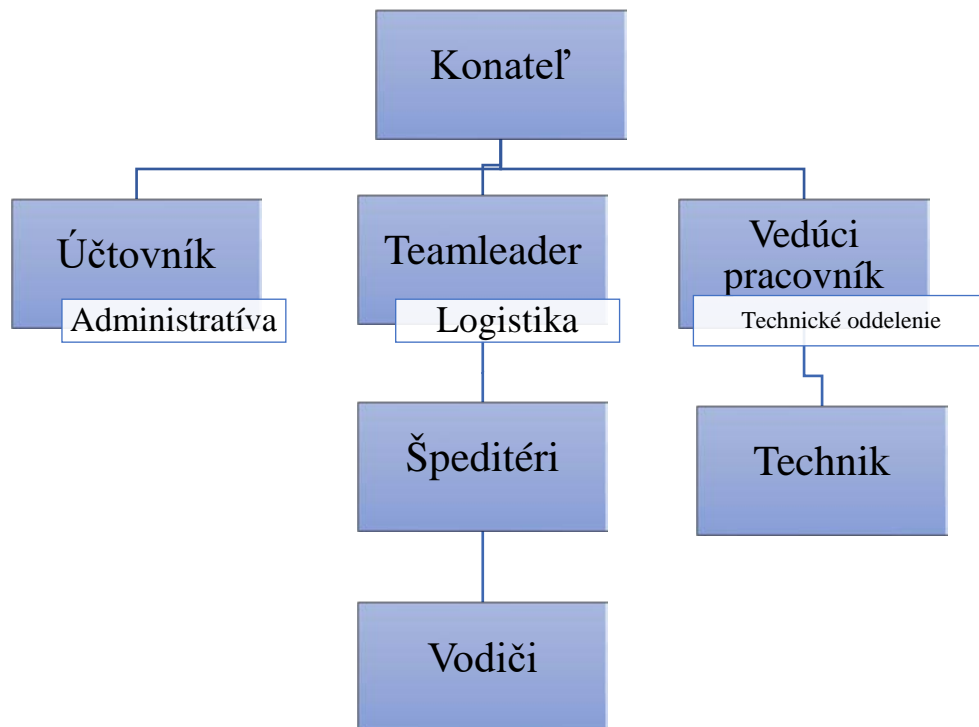 Konateľ
Účtovník
Administratíva
Teamleader
Logistika
Vedúci
pracovník
Technické oddelenie
Špeditéri
Technik
Vodiči